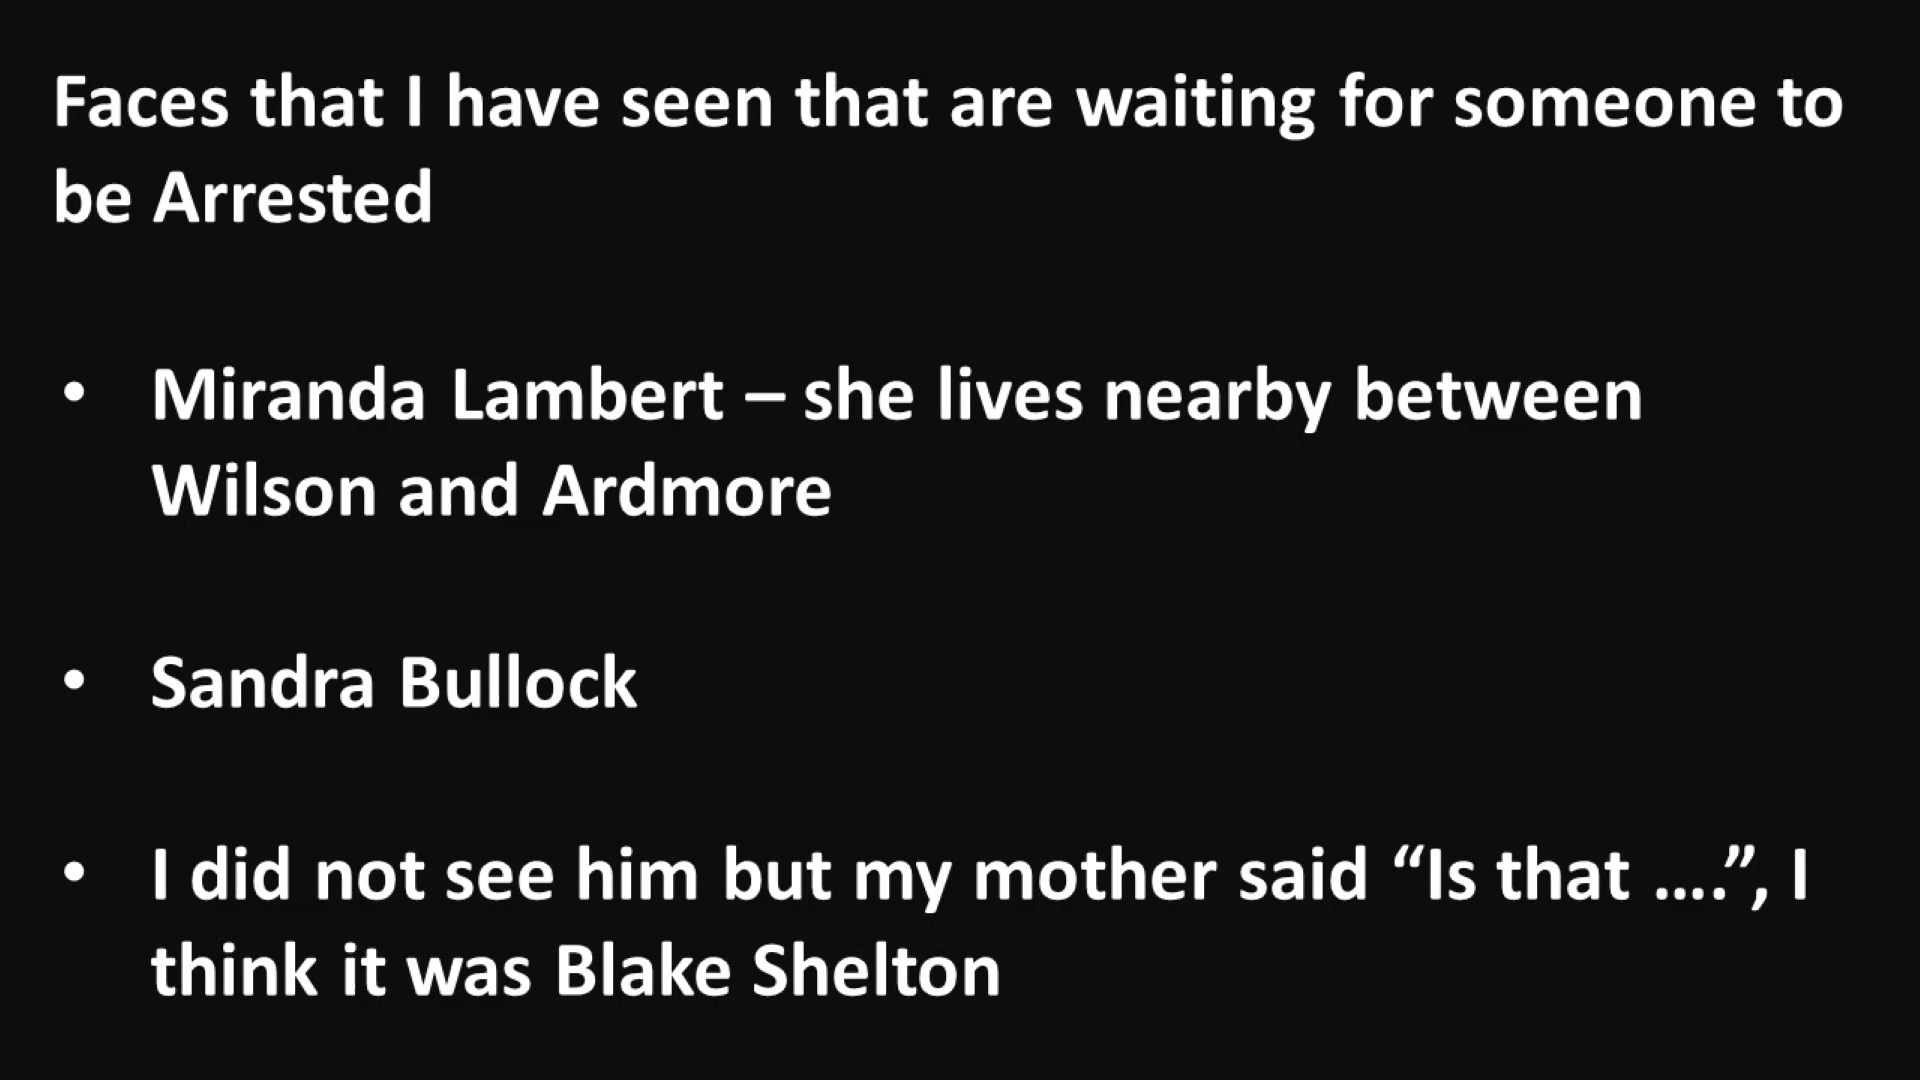 Faces that I have seen that are waiting for someone to
be Arrested
• Miranda Lambert – she lives nearby between
Wilson and Ardmore
• Sandra Bullock
• I did not see him but my mother said “Is that ….”, I
think it was Blake Shelton